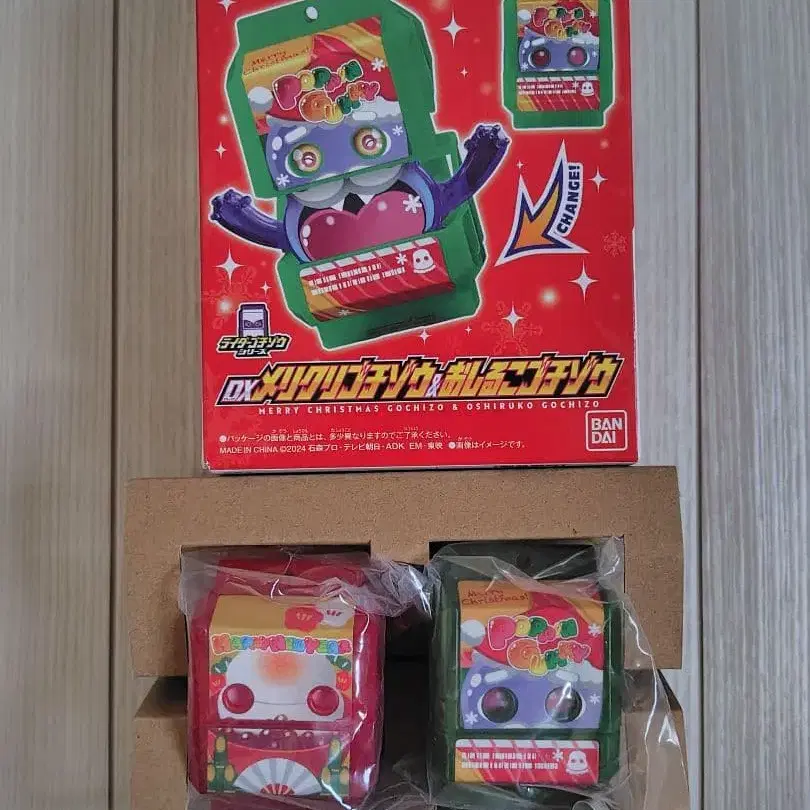 Merry Christmas!
POPPIN GUMMY
POPPIN GUMMY
CHANGE!
ライダーゴチゾウ
シリーズ
DXメリクリゴチゾウ&おしるこゴチゾウ
MERRY CHRISTMAS GOCHIZO & OSHIRUKO GOCHIZO
BAN
DAI
●パッケージの画像と商品とは、多少異なりますのでご了承ください。
MADE IN CHINA ©2024 石森プロ・テレビ朝日・ADK EM・東映 ●画像はイメージです。
HAPPY NEW YEAR
Merry Christmas!
POPPIN GUMMY